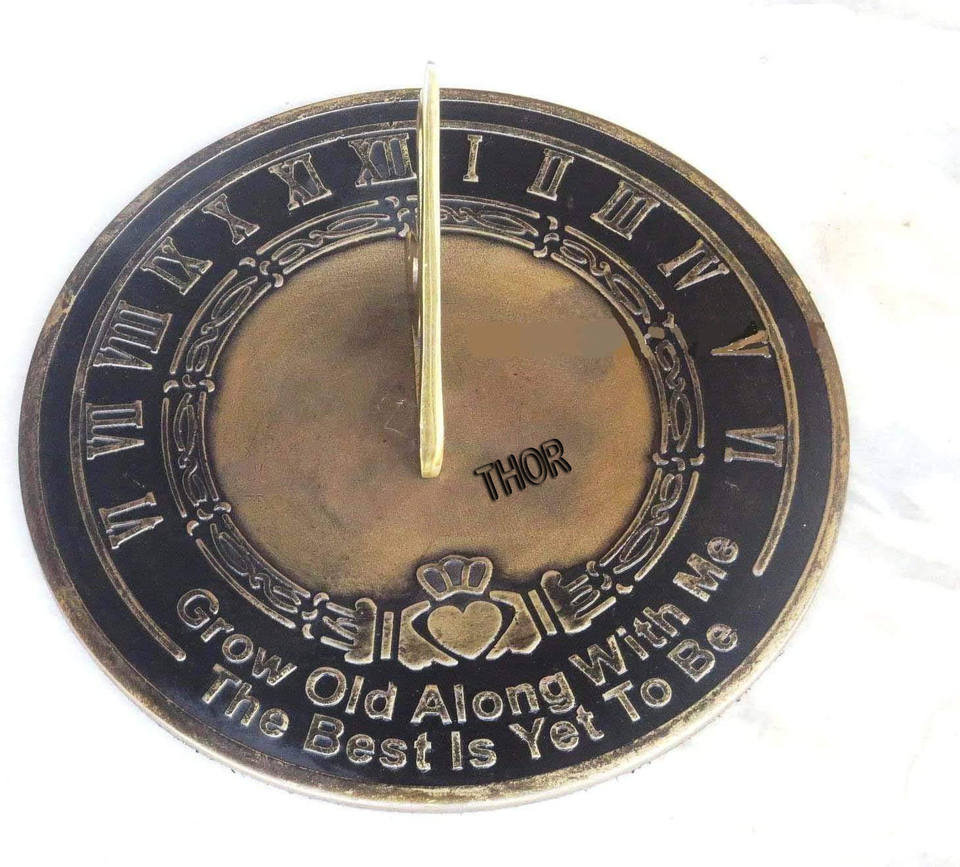 VI VII VIII IX X XI XII I II III IV V VI
THOR
Grow Old Along With Me
The Best Is Yet To Be